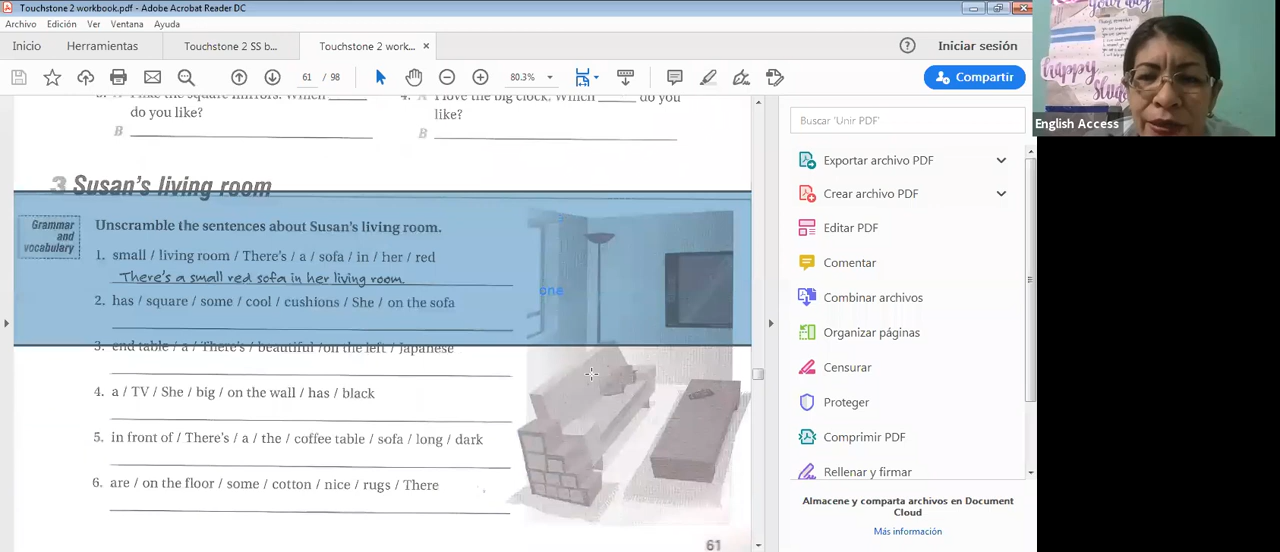 Touchstone 2 workbook.pdf - Adobe Acrobat Reader DC
Archivo Edición Ver Ventana Ayuda
Inicio Herramientas Touchstone 2 SS b... Touchstone 2 work... × Iniciar sesión
61 / 98 80.3% Compartir
do you like? 4. A I love the big clock. Which ____ do you
like?
B
B
3 Susan's living room
Grammar
and
vocabulary
Unscramble the sentences about Susan's living room.
1. small / living room / There's / a / sofa / in / her / red
There's a small red sofa in her living room.
2. has / square / some / cool / cushions / She / on the sofa
3. end table / a / There's / beautiful /on the left / Japanese
4. a / TV / She / big / on the wall / has / black
5. in front of / There's / a / the / coffee table / sofa / long / dark
6. are / on the floor / some / cotton / nice / rugs / There
one
61
Buscar 'Unir PDF'
Exportar archivo PDF
Crear archivo PDF
Editar PDF
Comentar
Combinar archivos
Organizar páginas
Censurar
Proteger
Comprimir PDF
Rellenar y firmar
Almacene y comparta archivos en Document
Cloud
Más información
your day
happy
English Access